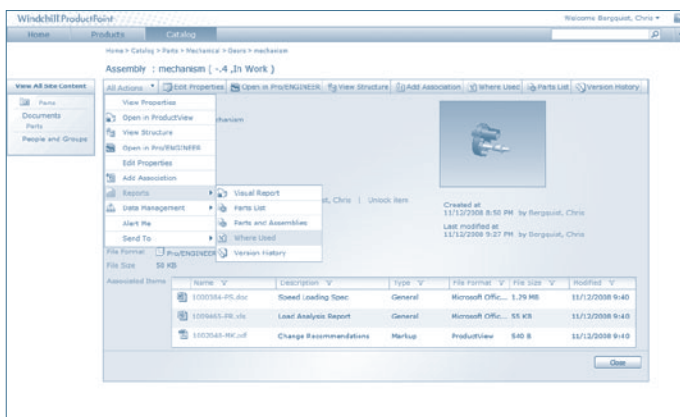 Windchill ProductPoint
Welcome Bergquist, Chris
Home Products Catalog
Home > Catalog > Parts > Mechanical > Gears > mechanism
Assembly : mechanism ( -.4 ,In Work )
View All Site Content
Parts
Documents
Parts
People and Groups
All Actions Edit Properties Open in Pro/ENGINEER View Structure Add Association Where Used Parts List Version History
View Properties
Open in ProductView
View Structure
Open in Pro/ENGINEER
Edit Properties
Add Association
Reports
Data Management
Alert Me
Send To
Visual Report
Parts List
Parts and Assemblies
Where Used
Version History
Chris | Unlock Item
Created at
11/12/2008 8:50 PM by Bergquist, Chris
Last modified at
11/12/2008 9:27 PM by Bergquist, Chris
File Format Pro/ENGINEER
File Size 50 KB
Associated Items
Name Description Type File Format File Size Modified
1000384-PS.doc Speed Loading Spec General Microsoft Offic... 1.29 MB 11/12/2008 9:40
1009465-PR.xls Load Analysis Report General Microsoft Offic... 55 KB 11/12/2008 9:40
Change Recommendations Markup ProductView 540 B 11/12/2008 9:40
Close